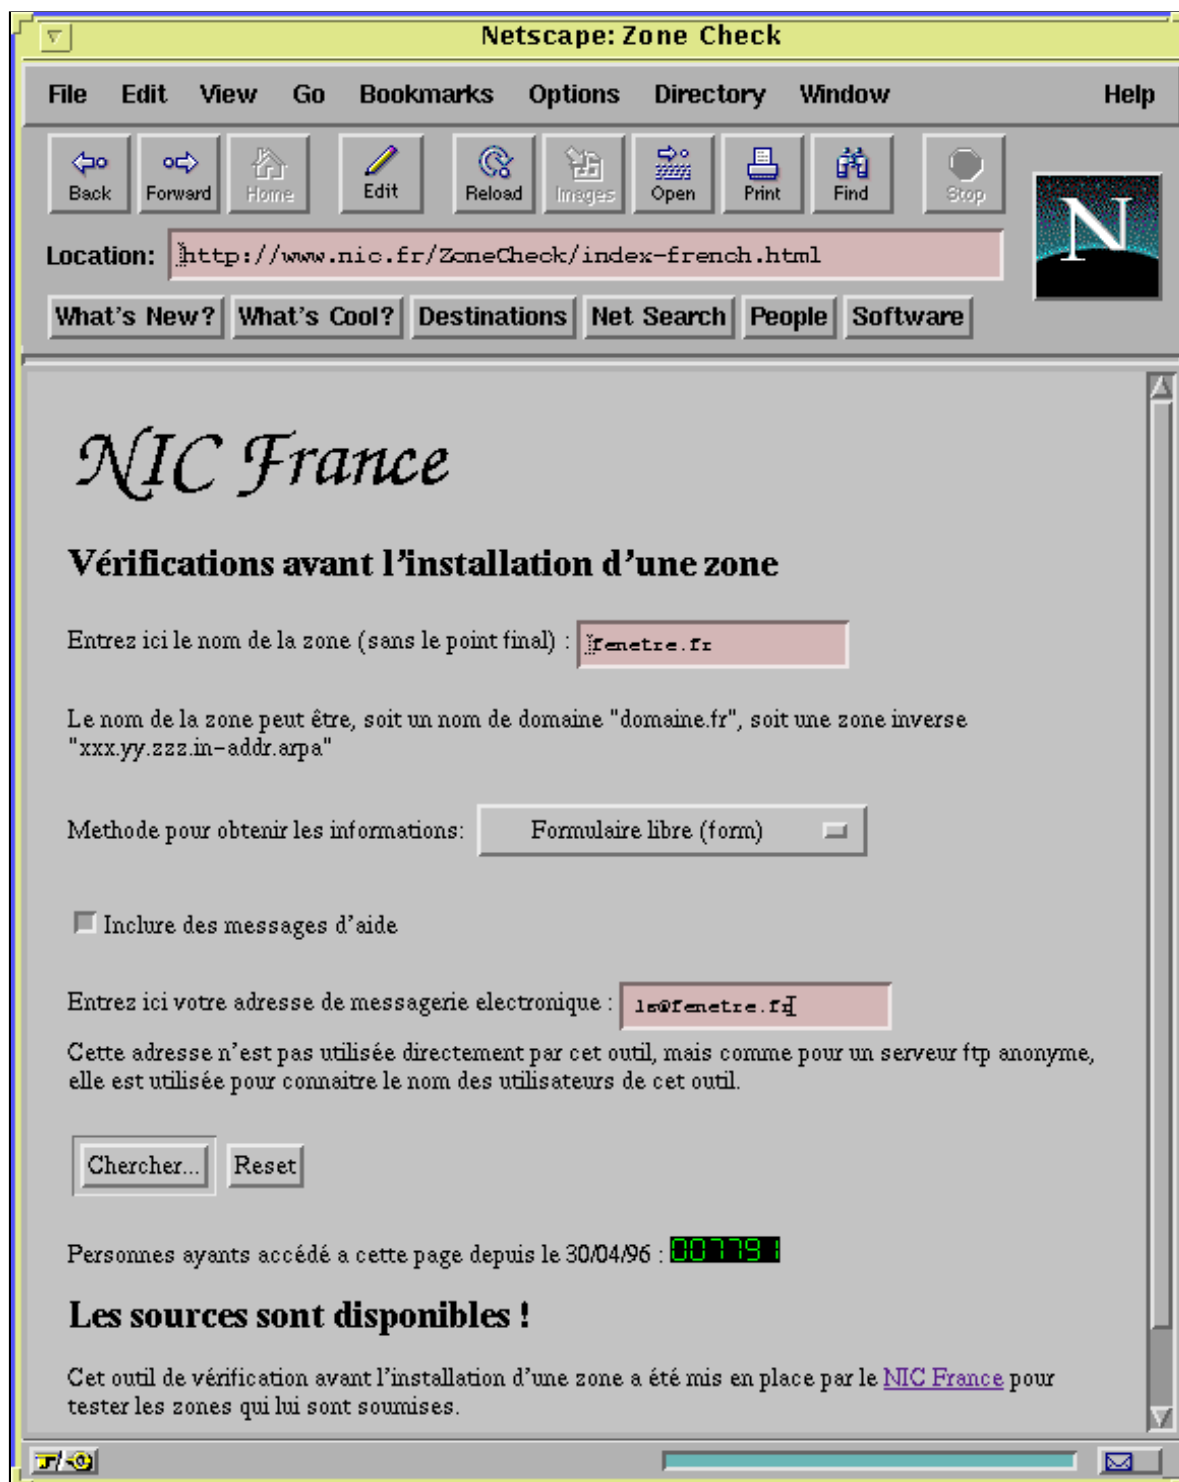 Netscape: Zone Check
File Edit View Go Bookmarks Options Directory Window Help
Back Forward Home Edit Reload Images Open Print Find Stop
N
Location: http://www.nic.fr/ZoneCheck/index-french.html
What's New? What's Cool? Destinations Net Search People Software
NIC France
Vérifications avant l'installation d'une zone
Entrez ici le nom de la zone (sans le point final) : fenetre.fr
Le nom de la zone peut être, soit un nom de domaine "domaine.fr", soit une zone inverse
"xxx.yy.zzz.in-addr.arpa"
Methode pour obtenir les informations: Formulaire libre (form)
Inclure des messages d'aide
Entrez ici votre adresse de messagerie electronique : ls@fenetre.fr
Cette adresse n'est pas utilisée directement par cet outil, mais comme pour un serveur ftp anonyme,
elle est utilisée pour connaitre le nom des utilisateurs de cet outil.
Chercher... Reset
Personnes ayants accédé a cette page depuis le 30/04/96 : 007791
Les sources sont disponibles !
Cet outil de vérification avant l'installation d'une zone a été mis en place par le NIC France pour
tester les zones qui lui sont soumises.